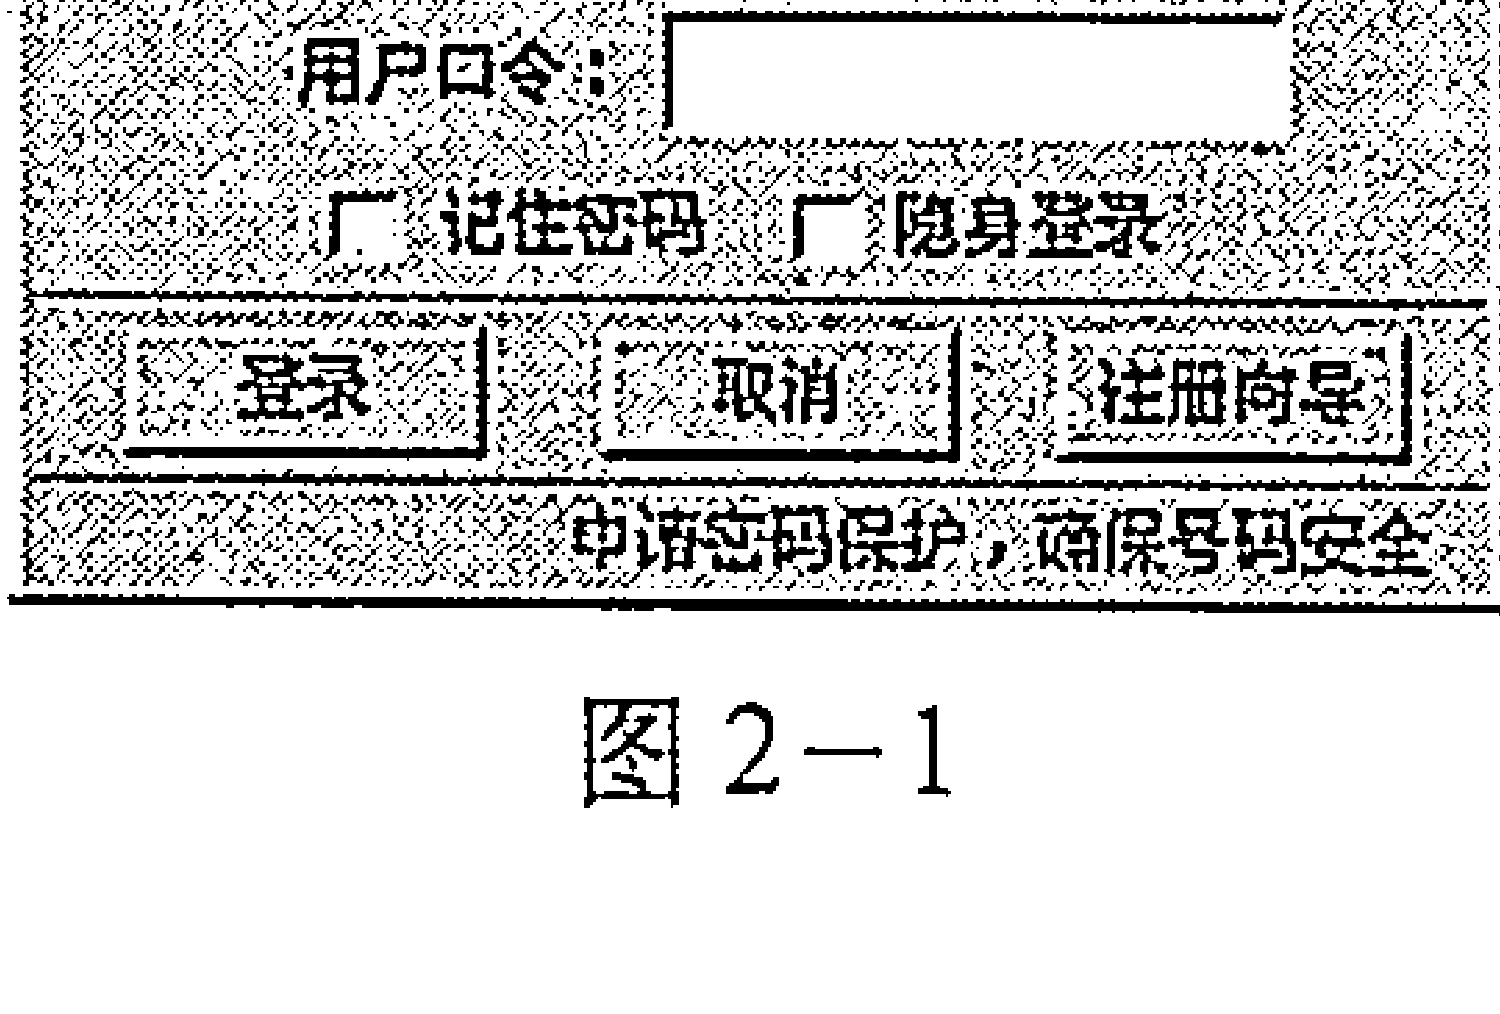 用户口令：
记住密码 隐身登录
登录 取消 注册向导
申请密码保护，确保号码安全
图 2－1